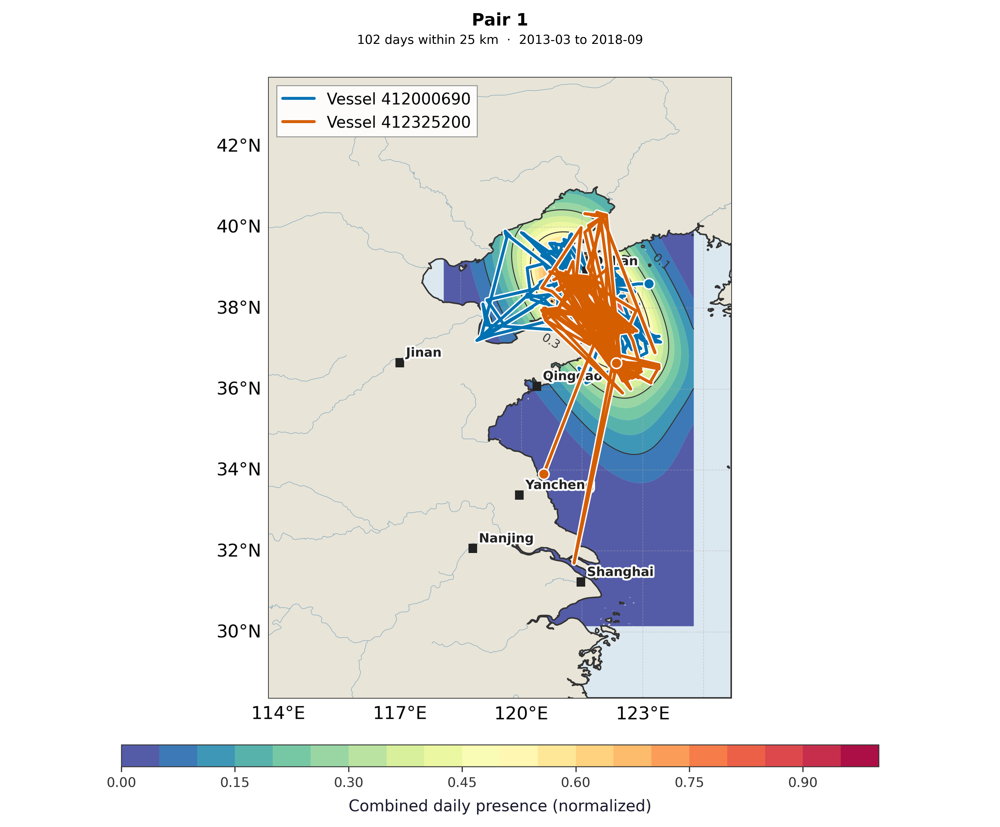 Pair 1
102 days within 25 km · 2013-03 to 2018-09
Vessel 412000690
Vessel 412325200
42°N
40°N
38°N
36°N
34°N
32°N
30°N
0.1
0.3
Jinan
Qingdao
Nanjing
Shanghai
114°E
117°E
120°E
123°E
0.00
0.15
0.30
0.45
0.60
0.75
0.90
Combined daily presence (normalized)